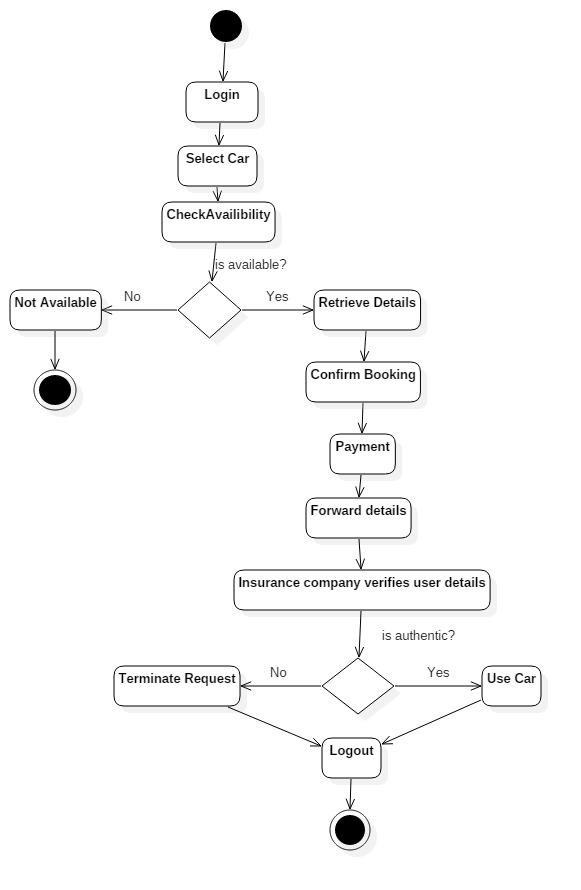 Login
Select Car
CheckAvailibility
is available?
No
Yes
Not Available
Retrieve Details
Confirm Booking
Payment
Forward details
Insurance company verifies user details
is authentic?
No
Yes
Terminate Request
Use Car
Logout